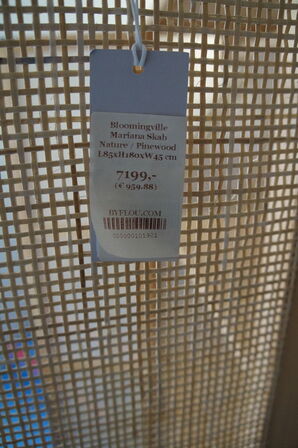 Bloomingville
Mariana Skab
Nature / Pinewood
L85xH180xW45 cm
7199,-
(€ 959.88)
BYFLOU.COM